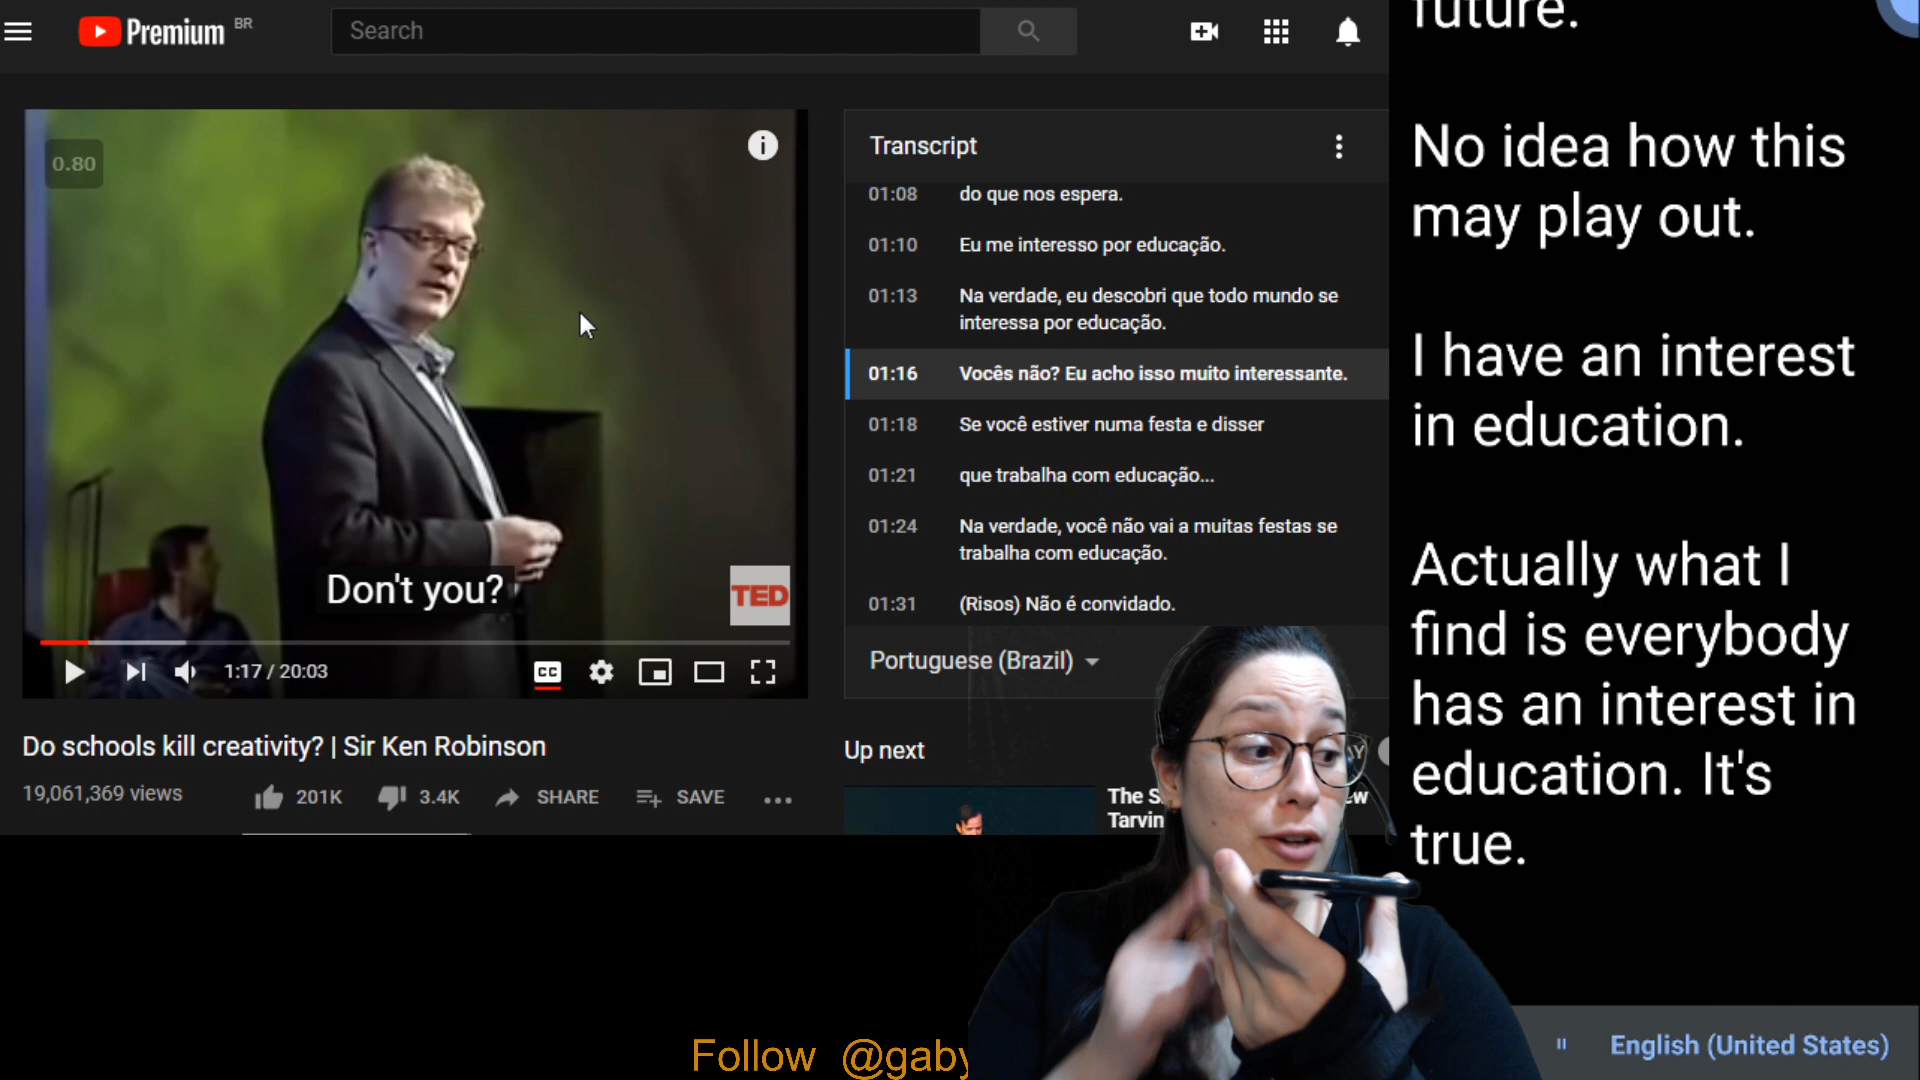 Premium BR
Search
0.80
Don't you?
TED
1:17 / 20:03
CC
Do schools kill creativity? | Sir Ken Robinson
19,061,369 views
201K
3.4K
SHARE
SAVE
Transcript
01:08 do que nos espera.
01:10 Eu me interesso por educação.
01:13 Na verdade, eu descobri que todo mundo se
interessa por educação.
01:16 Vocês não? Eu acho isso muito interessante.
01:18 Se você estiver numa festa e disser
01:21 que trabalha com educação...
01:24 Na verdade, você não vai a muitas festas se
trabalha com educação.
01:31 (Risos) Não é convidado.
Portuguese (Brazil)
Up next
The
Tarvin
future.
No idea how this
may play out.
I have an interest
in education.
Actually what I
find is everybody
has an interest in
education. It's
true.
English (United States)
Follow @gaby